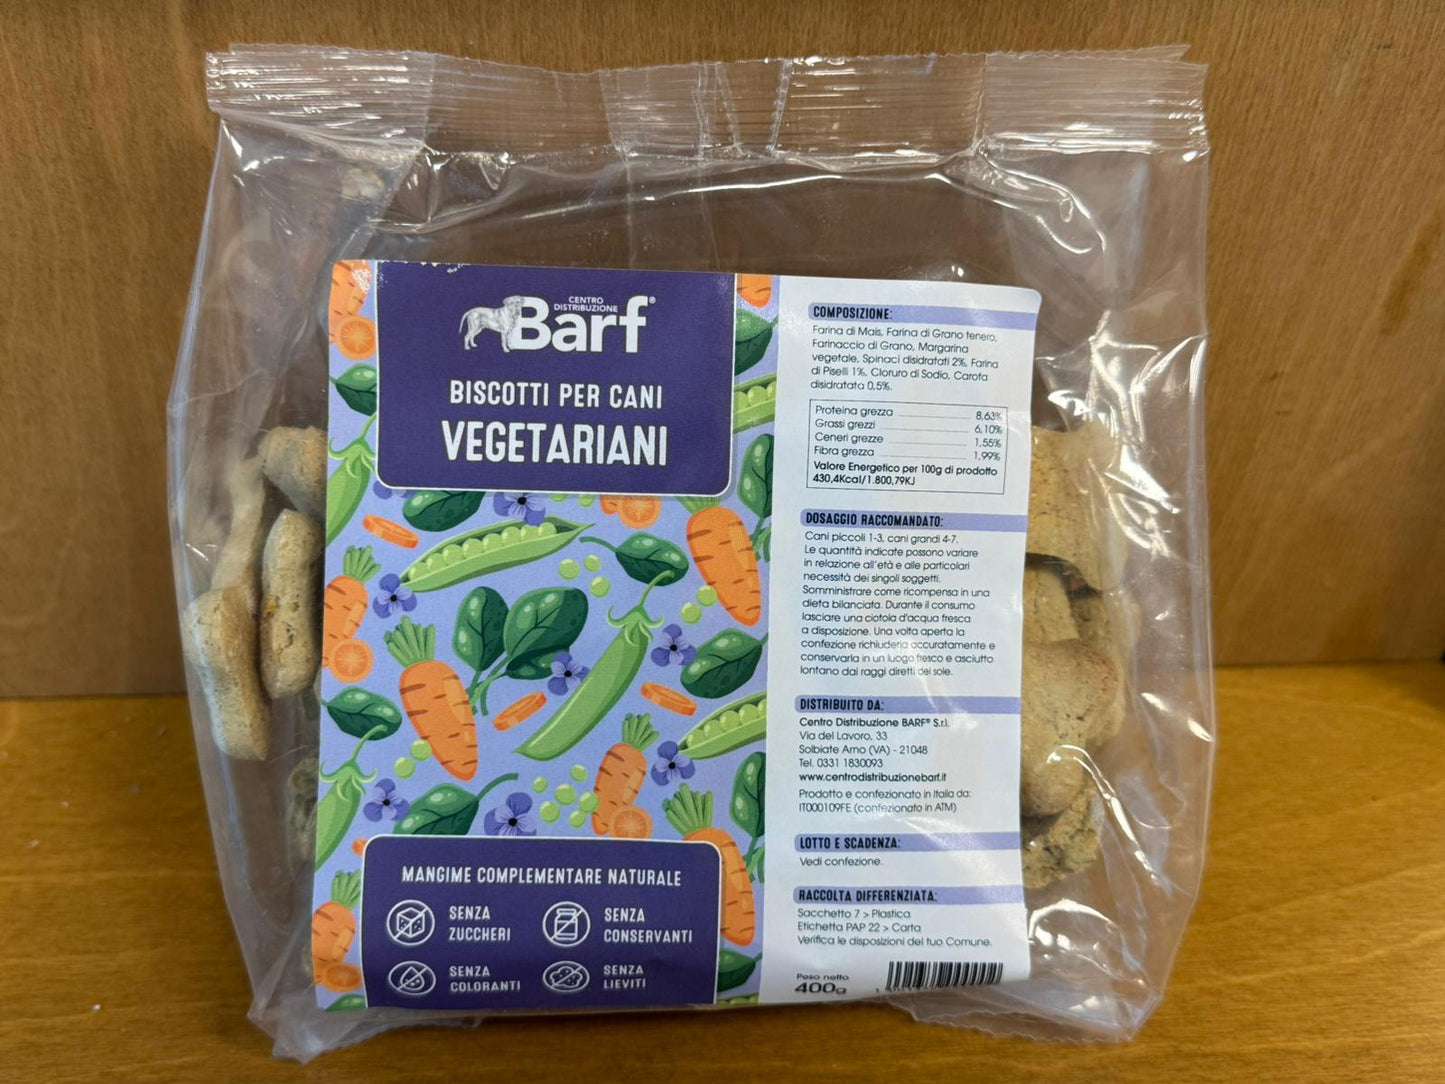 CENTRO
DISTRIBUZIONE
Barf®
BISCOTTI PER CANI
VEGETARIANI
MANGIME COMPLEMENTARE NATURALE
SENZA
ZUCCHERI
SENZA
CONSERVANTI
SENZA
COLORANTI
SENZA
LIEVITI
COMPOSIZIONE:
Farina di Mais, Farina di Grano tenero,
Farinaccio di Grano, Margarina
vegetale, Spinaci disidratati 2%, Farina
di Piselli 1%, Cloruro di Sodio, Carota
disidratata 0,5%.
Proteina grezza 8,63%
Grassi grezzi 6,10%
Ceneri grezze 1,55%
Fibra grezza 1,99%
Valore Energetico per 100g di prodotto
430,4Kcal/1.800,79KJ
DOSAGGIO RACCOMANDATO:
Cani piccoli 1-3, cani grandi 4-7.
Le quantità indicate possono variare
in relazione all'età e alle particolari
necessità dei singoli soggetti.
Somministrare come ricompensa in una
dieta bilanciata. Durante il consumo
lasciare una ciotola d'acqua fresca
a disposizione. Una volta aperta la
confezione richiuderla accuratamente e
conservarla in un luogo fresco e asciutto
lontano dai raggi diretti del sole.
DISTRIBUITO DA:
Centro Distribuzione BARF® S.r.l.
Via del Lavoro, 33
Solbiate Arno (VA) - 21048
Tel. 0331 1830093
www.centrodistribuzionebarf.it
Prodotto e confezionato in Italia da:
IT000109FE (confezionato in ATM)
LOTTO E SCADENZA:
Vedi confezione.
RACCOLTA DIFFERENZIATA:
Sacchetto 7 > Plastica
Etichetta PAP 22 > Carta
Verifica le disposizioni del tuo Comune.
Peso netto
400g